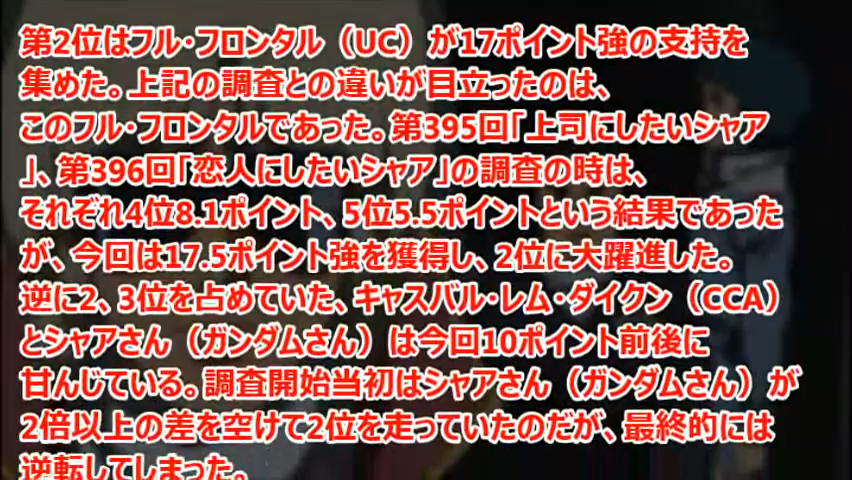 第2位はフル・フロンタル（UC）が17ポイント強の支持を
集めた。上記の調査との違いが目立ったのは、
このフル・フロンタルであった。第395回「上司にしたいシャア
」、第396回「恋人にしたいシャア」の調査の時は、
それぞれ4位8.1ポイント、5位5.5ポイントという結果であった
が、今回は17.5ポイント強を獲得し、2位に大躍進した。
逆に2、3位を占めていた、キャスバル・レム・ダイクン（CCA）
とシャアさん（ガンダムさん）は今回10ポイント前後に
甘んじている。調査開始当初はシャアさん（ガンダムさん）が
2倍以上の差を空けて2位を走っていたのだが、最終的には
逆転してしまった。